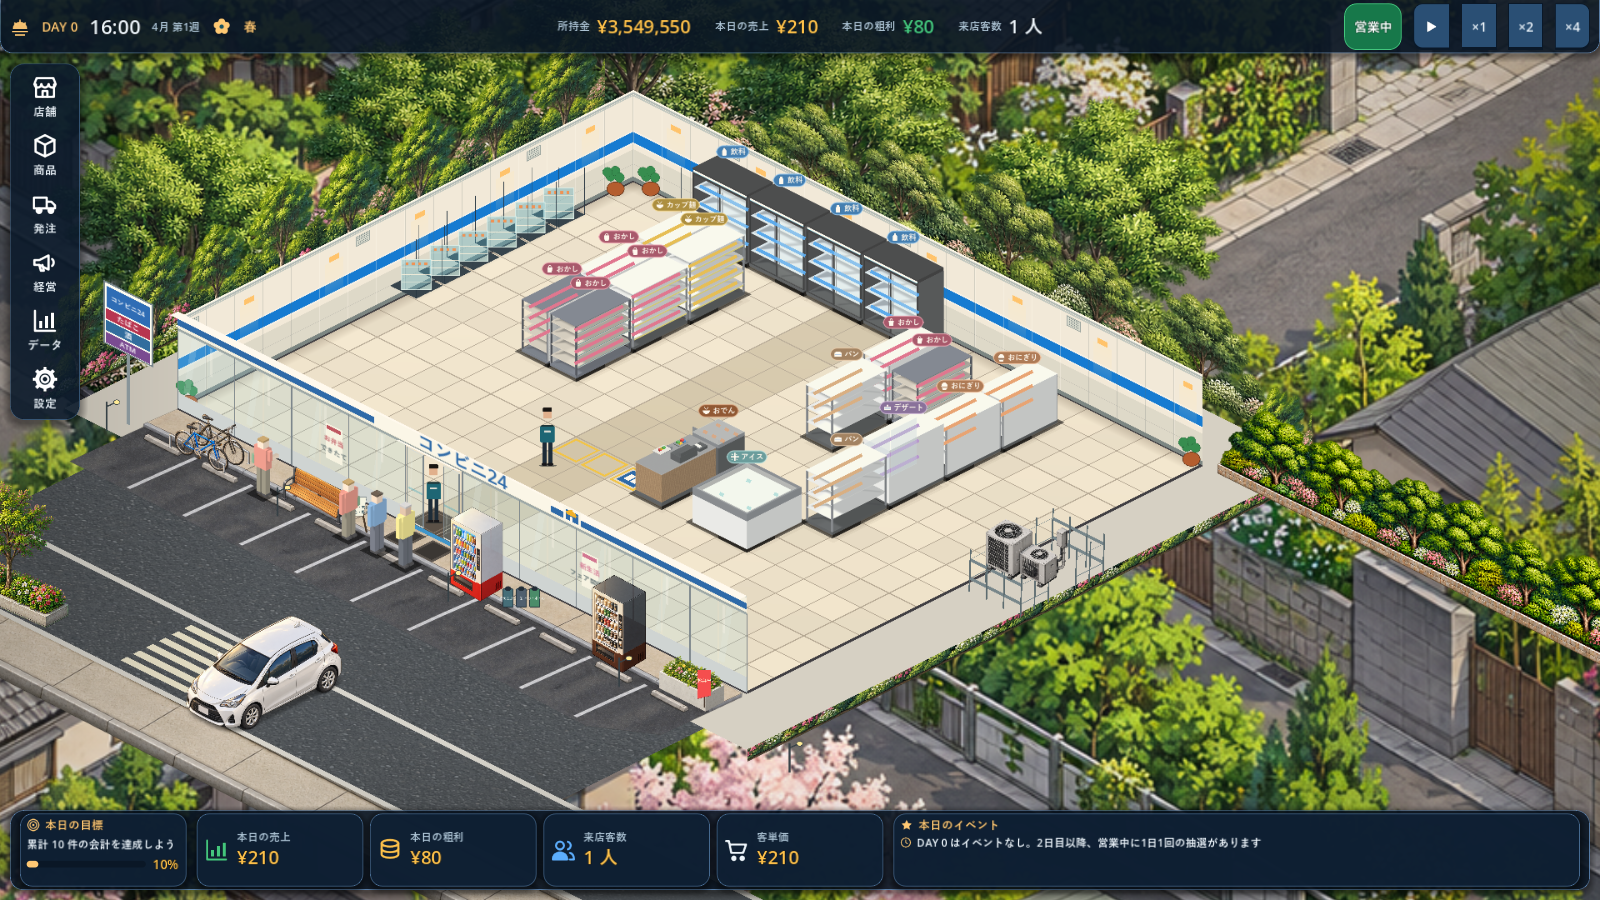 DAY 0
16:00
4月 第1週
春
所持金 ¥3,549,550
本日の売上 ¥210
本日の粗利 ¥80
来店客数 1 人
営業中
×1
×2
×4
店舗
商品
発注
経営
データ
設定
飲料
飲料
飲料
飲料
カップ麺
カップ麺
おかし
おかし
おかし
おかし
おかし
おかし
パン
おにぎり
おにぎり
デザート
パン
おでん
アイス
コンビニ24
たばこ
酒
ATM
コンビニ24
本日の目標
累計 10 件の会計を達成しよう
10%
本日の売上
¥210
本日の粗利
¥80
来店客数
1 人
客単価
¥210
本日のイベント
DAY 0 はイベントなし。2日目以降、営業中に1日1回の抽選があります